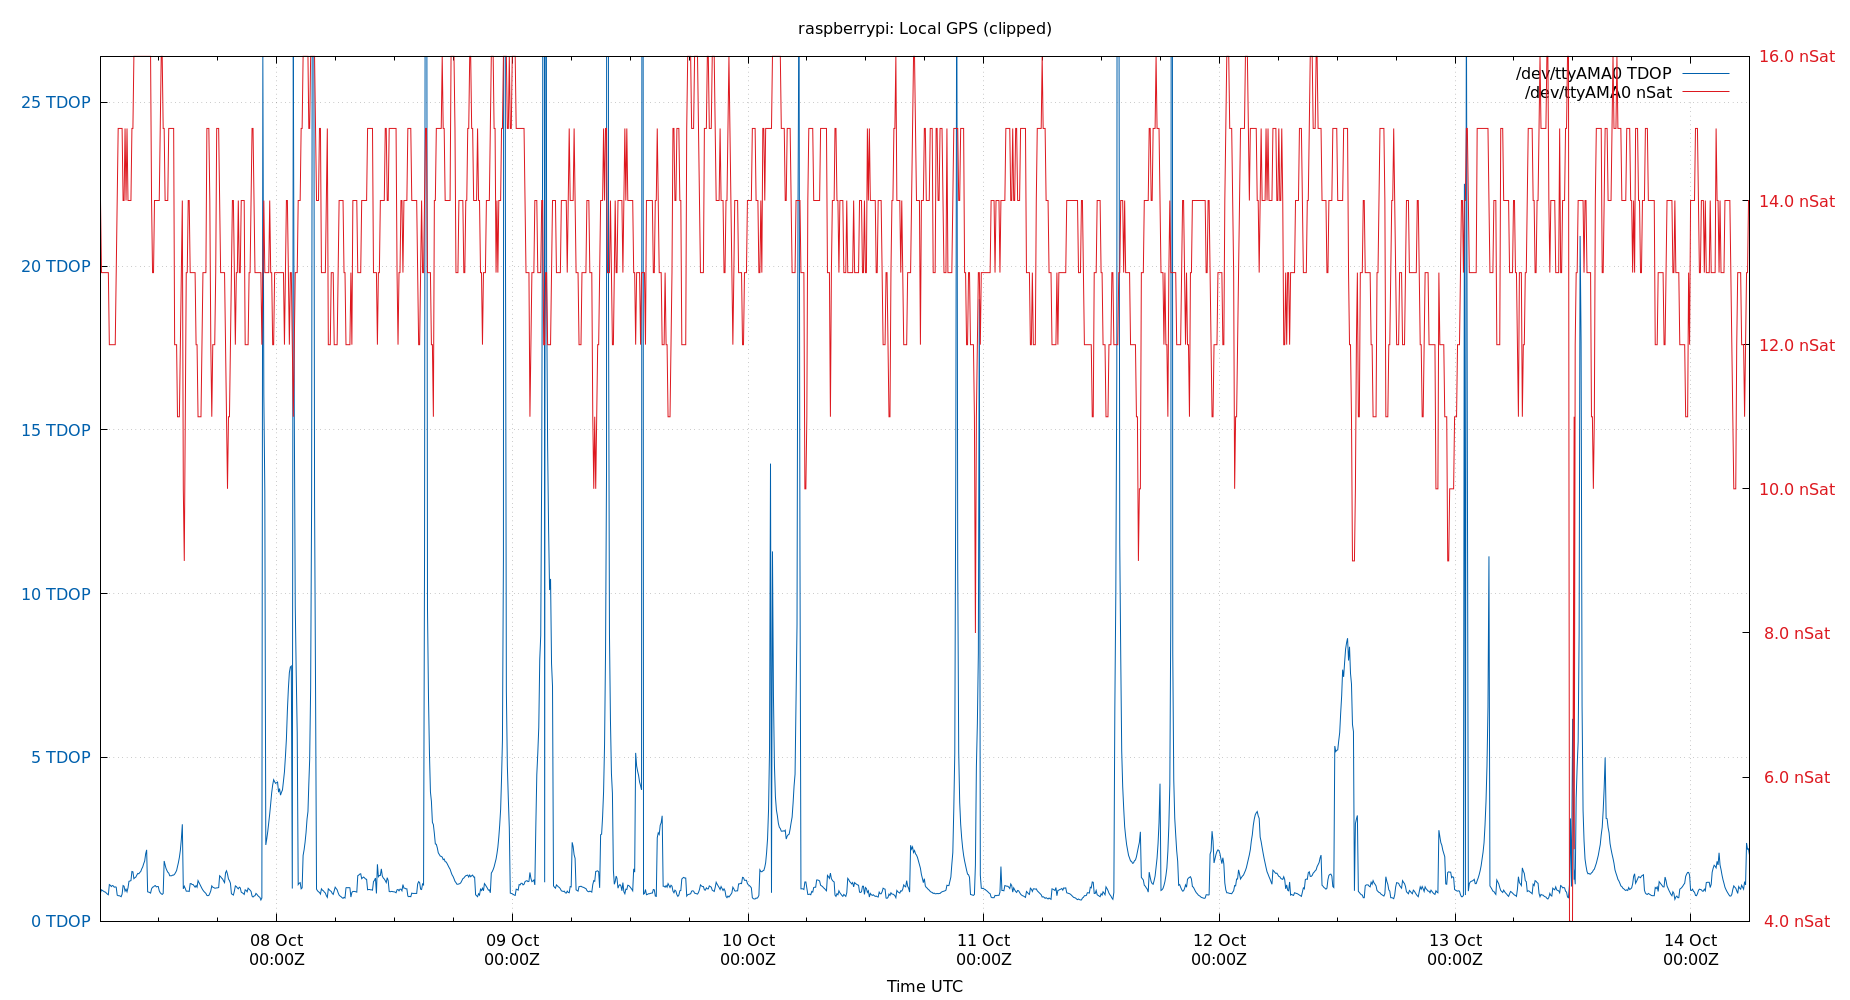 raspberrypi: Local GPS (clipped)
16.0 nSat
/dev/ttyAMA0 TDOP
/dev/ttyAMA0 nSat
25 TDOP
14.0 nSat
20 TDOP
12.0 nSat
15 TDOP
10.0 nSat
10 TDOP
8.0 nSat
5 TDOP
6.0 nSat
0 TDOP
4.0 nSat
08 Oct 09 Oct 10 Oct 11 Oct 12 Oct 13 Oct 14 Oct
00:00Z 00:00Z 00:00Z 00:00Z 00:00Z 00:00Z 00:00Z
Time UTC